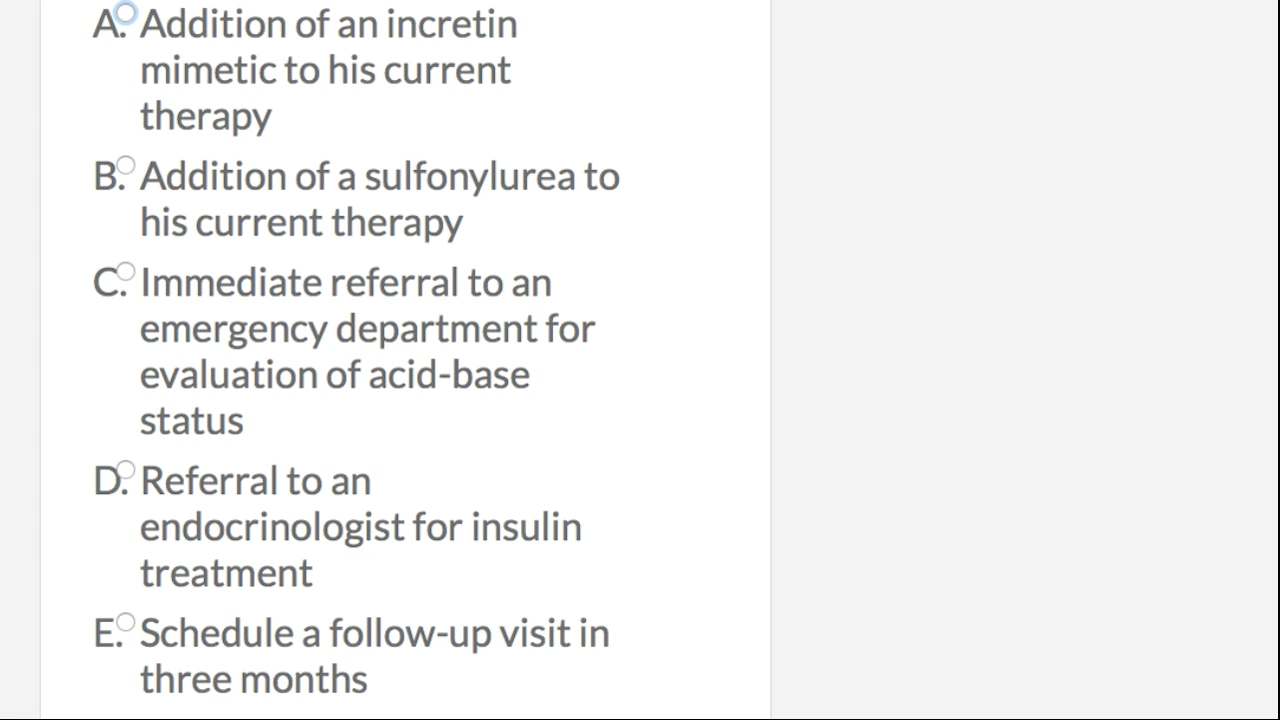 A. Addition of an incretin
mimetic to his current
therapy
B. Addition of a sulfonylurea to
his current therapy
C. Immediate referral to an
emergency department for
evaluation of acid-base
status
D. Referral to an
endocrinologist for insulin
treatment
E. Schedule a follow-up visit in
three months